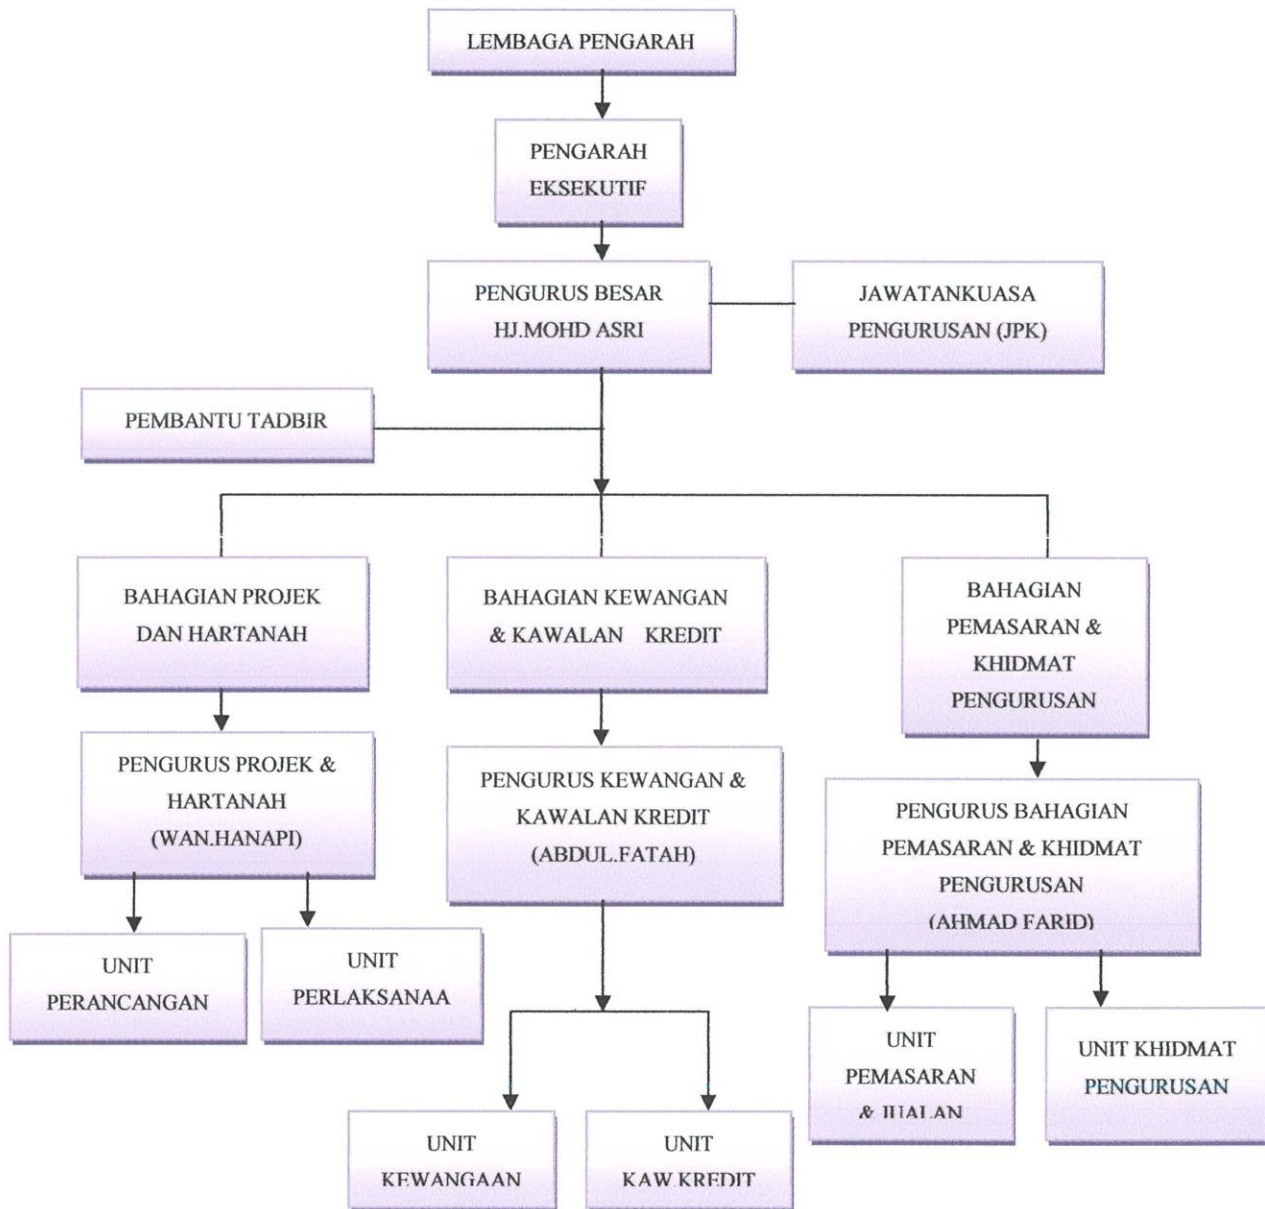 LEMBAGA PENGARAH
PENGARAH
EKSEKUTIF
PENGURUS BESAR
HJ.MOHD ASRI
JAWATANKUASA
PENGURUSAN (JPK)
PEMBANTU TADBIR
BAHAGIAN PROJEK
DAN HARTANAH
BAHAGIAN KEWANGAN
& KAWALAN KREDIT
BAHAGIAN
PEMASARAN &
KHIDMAT
PENGURUSAN
PENGURUS PROJEK &
HARTANAH
(WAN.HANAPI)
PENGURUS KEWANGAN &
KAWALAN KREDIT
(ABDUL.FATAH)
PENGURUS BAHAGIAN
PEMASARAN & KHIDMAT
PENGURUSAN
(AHMAD FARID)
UNIT
PERANCANGAN
UNIT
PERLAKSANAA
UNIT
KEWANGAAN
UNIT
KAW.KREDIT
UNIT
PEMASARAN
& JUALAN
UNIT KHIDMAT
PENGURUSAN